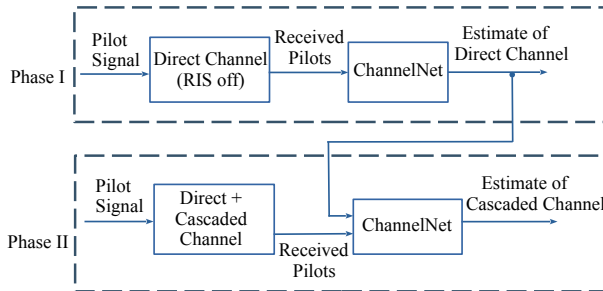 Phase I
Pilot
Signal
Direct Channel
(RIS off)
Received
Pilots
ChannelNet
Estimate of
Direct Channel
Phase II
Pilot
Signal
Direct +
Cascaded
Channel
Received
Pilots
ChannelNet
Estimate of
Cascaded Channel